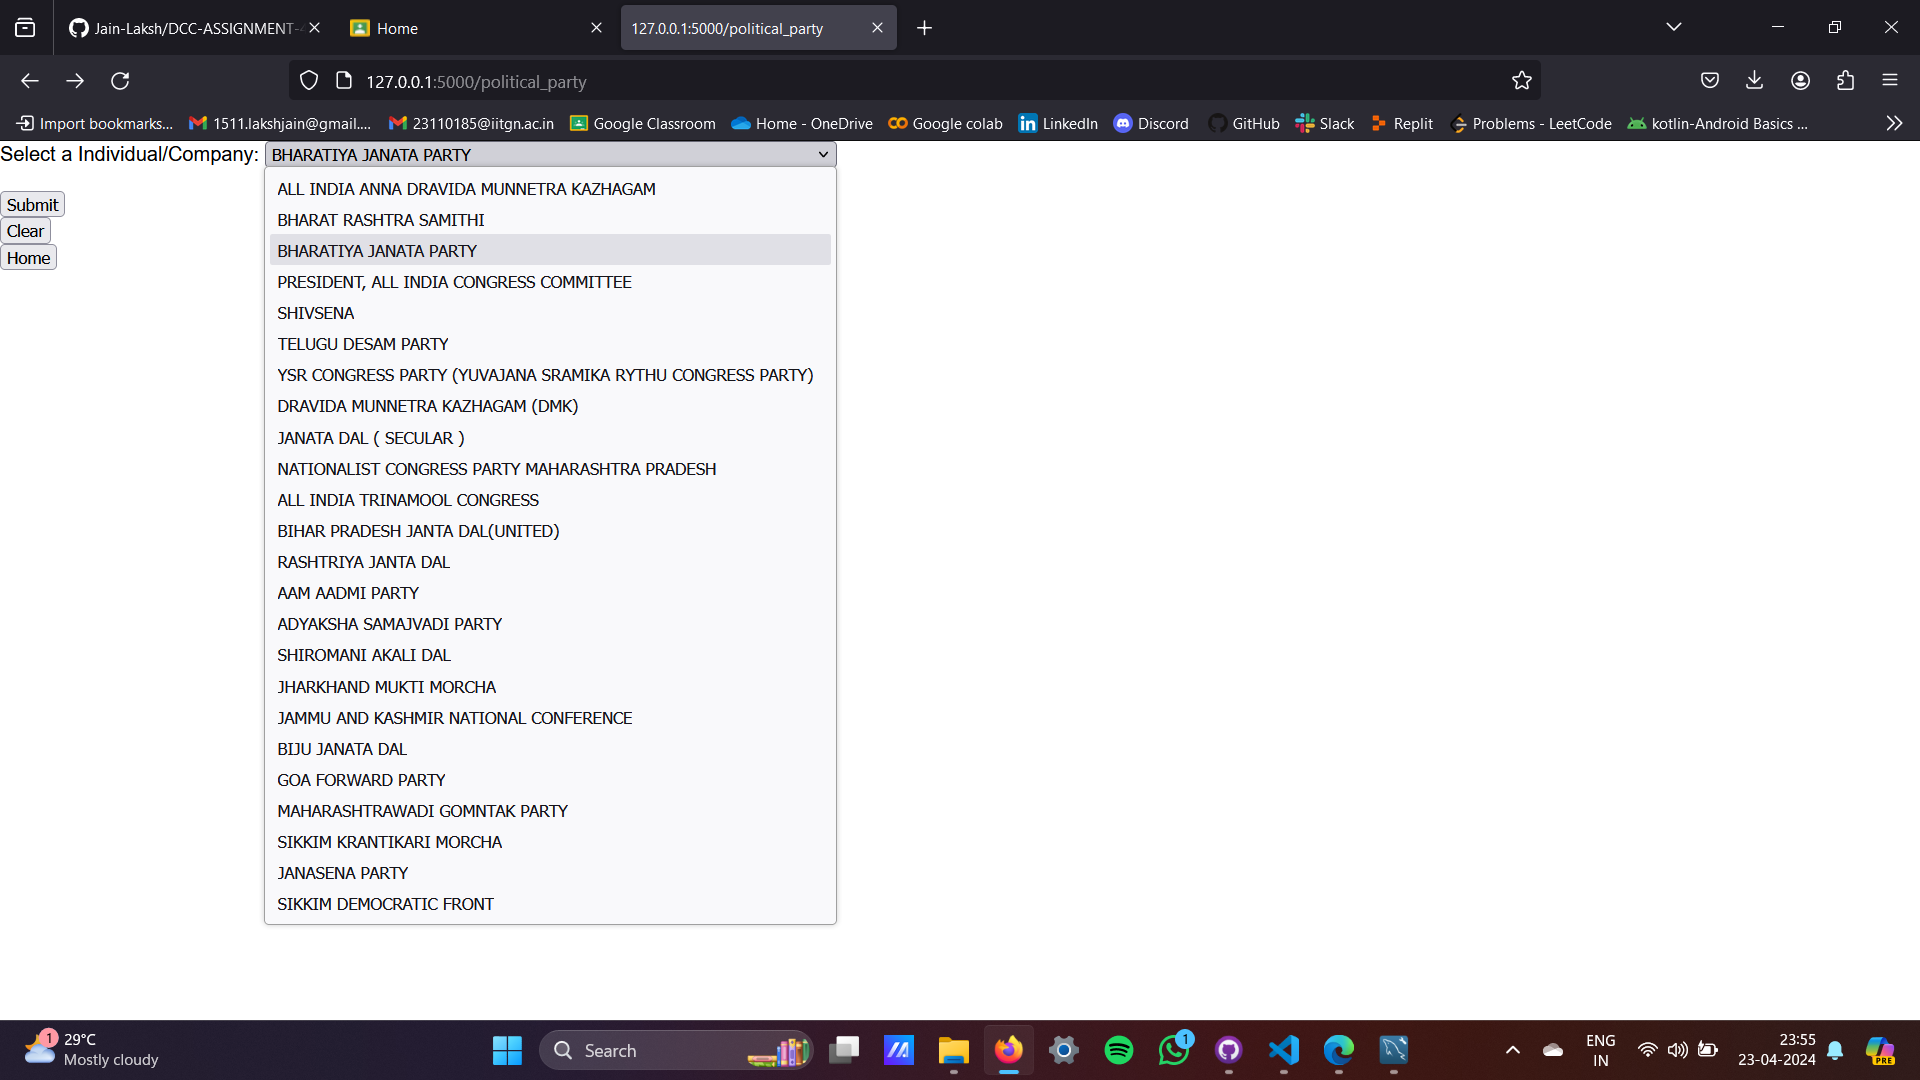 Jain-Laksh/DCC-ASSIGNMENT-4
Home
127.0.0.1:5000/political_party
127.0.0.1:5000/political_party
Import bookmarks...
1511.lakshjain@gmail....
23110185@iitgn.ac.in
Google Classroom
Home - OneDrive
Google colab
LinkedIn
Discord
GitHub
Slack
Replit
Problems - LeetCode
kotlin-Android Basics ...
Select a Individual/Company: BHARATIYA JANATA PARTY
ALL INDIA ANNA DRAVIDA MUNNETRA KAZHAGAM
BHARAT RASHTRA SAMITHI
BHARATIYA JANATA PARTY
PRESIDENT, ALL INDIA CONGRESS COMMITTEE
SHIVSENA
TELUGU DESAM PARTY
YSR CONGRESS PARTY (YUVAJANA SRAMIKA RYTHU CONGRESS PARTY)
DRAVIDA MUNNETRA KAZHAGAM (DMK)
JANATA DAL ( SECULAR )
NATIONALIST CONGRESS PARTY MAHARASHTRA PRADESH
ALL INDIA TRINAMOOL CONGRESS
BIHAR PRADESH JANTA DAL(UNITED)
RASHTRIYA JANTA DAL
AAM AADMI PARTY
ADYAKSHA SAMAJVADI PARTY
SHIROMANI AKALI DAL
JHARKHAND MUKTI MORCHA
JAMMU AND KASHMIR NATIONAL CONFERENCE
BIJU JANATA DAL
GOA FORWARD PARTY
MAHARASHTRAWADI GOMNTAK PARTY
SIKKIM KRANTIKARI MORCHA
JANASENA PARTY
SIKKIM DEMOCRATIC FRONT
Submit
Clear
Home
1
29°C
Mostly cloudy
Search
1
ENG
IN
23:55
23-04-2024
PRE